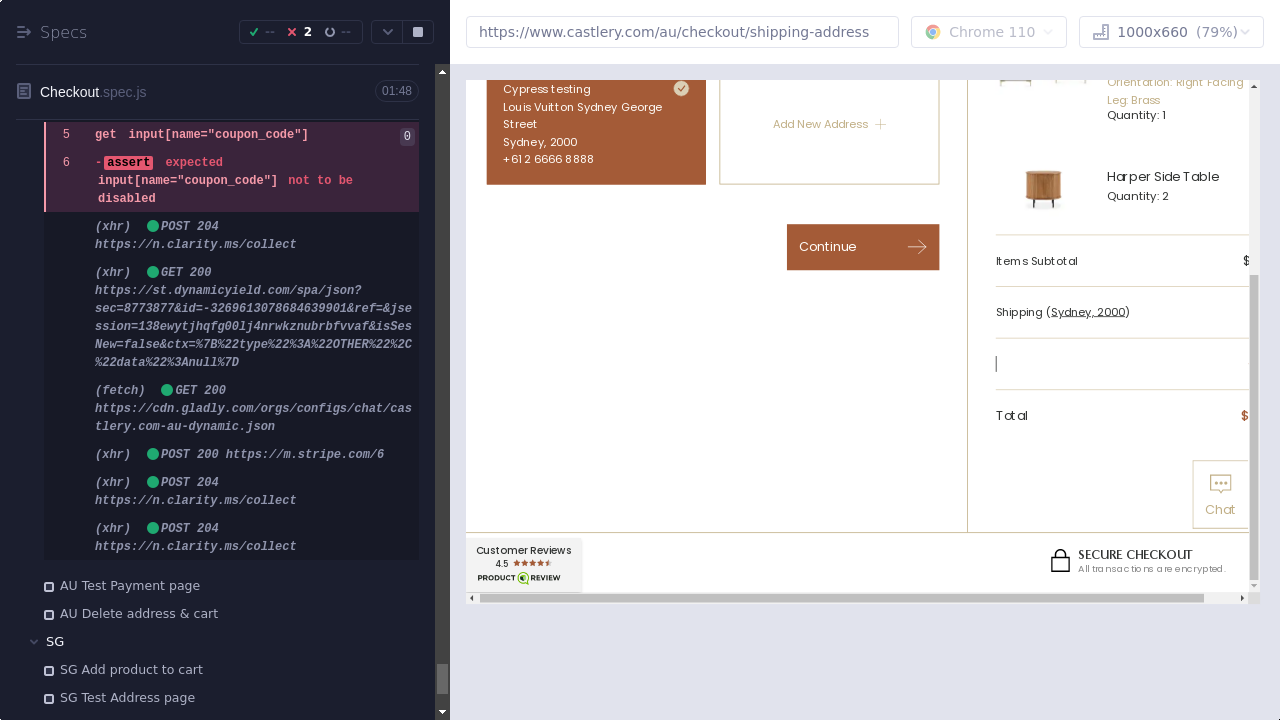 Specs
--
2
--
Checkout.spec.js
01:48
5 get input[name="coupon_code"]
0
6 -assert expected
input[name="coupon_code"] not to be
disabled
(xhr) POST 204
https://n.clarity.ms/collect
(xhr) GET 200
https://st.dynamicyield.com/spa/json?
sec=8773877&id=-3269613078684639901&ref=&jse
ssion=138ewytjhqfg00lj4nrwkznubrbfvvaf&isSes
New=false&ctx=%7B%22type%22%3A%22OTHER%22%2C
%22data%22%3Anull%7D
(fetch) GET 200
https://cdn.gladly.com/orgs/configs/chat/cas
tlery.com-au-dynamic.json
(xhr) POST 200 https://m.stripe.com/6
(xhr) POST 204
https://n.clarity.ms/collect
(xhr) POST 204
https://n.clarity.ms/collect
AU Test Payment page
AU Delete address & cart
SG
SG Add product to cart
SG Test Address page
https://www.castlery.com/au/checkout/shipping-address
Chrome 110
1000x660 (79%)
Cypress testing
Louis Vuitton Sydney George
Street
Sydney, 2000
+61 2 6666 8888
Add New Address
Continue
Orientation: Right Facing
Leg: Brass
Quantity: 1
Harper Side Table
Quantity: 2
Items Subtotal
$
Shipping (Sydney, 2000)
Total
$
Chat
Customer Reviews
4.5
PRODUCT REVIEW
SECURE CHECKOUT
All transactions are encrypted.